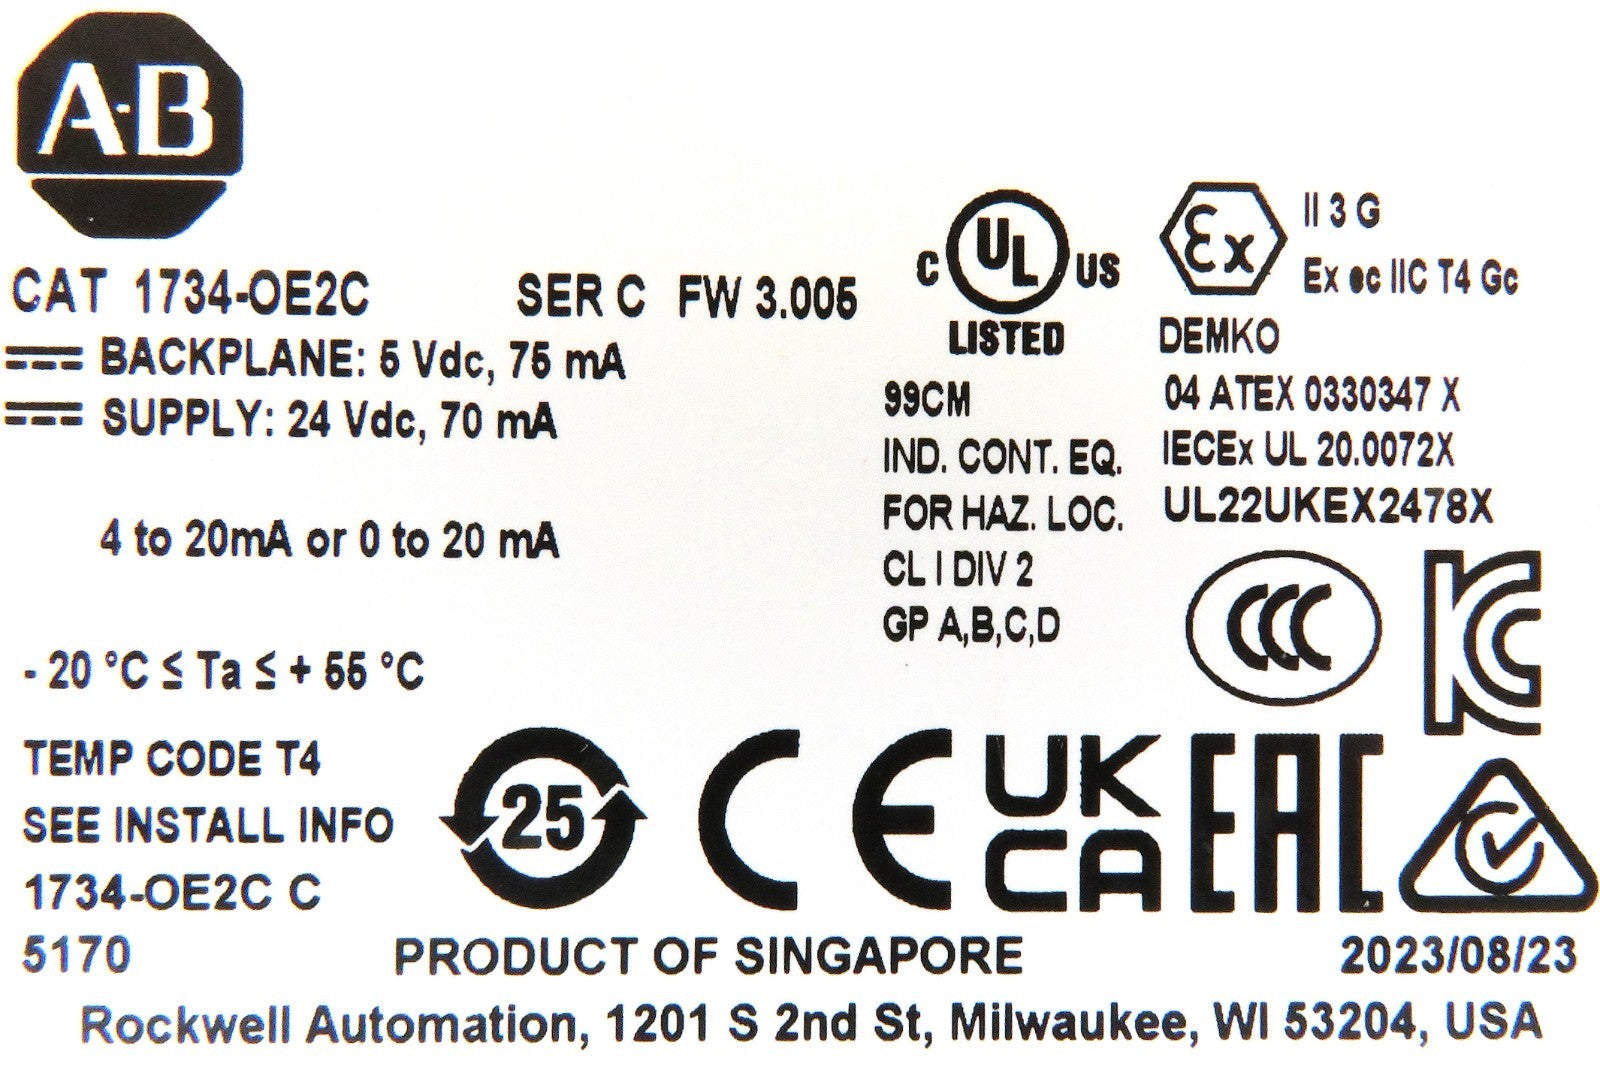 A-B
CAT 1734-OE2C SER C FW 3.005
BACKPLANE: 5 Vdc, 75 mA
SUPPLY: 24 Vdc, 70 mA
4 to 20mA or 0 to 20 mA
- 20 °C ≤ Ta ≤ + 55 °C
TEMP CODE T4
SEE INSTALL INFO
1734-OE2C C
5170
C UL US
LISTED
99CM
IND. CONT. EQ.
FOR HAZ. LOC.
CL I DIV 2
GP A,B,C,D
Ex II 3 G
Ex ec IIC T4 Gc
DEMKO
04 ATEX 0330347 X
IECEx UL 20.0072X
UL22UKEX2478X
CCC KC
25 CE UK CA EAC
PRODUCT OF SINGAPORE 2023/08/23
Rockwell Automation, 1201 S 2nd St, Milwaukee, WI 53204, USA